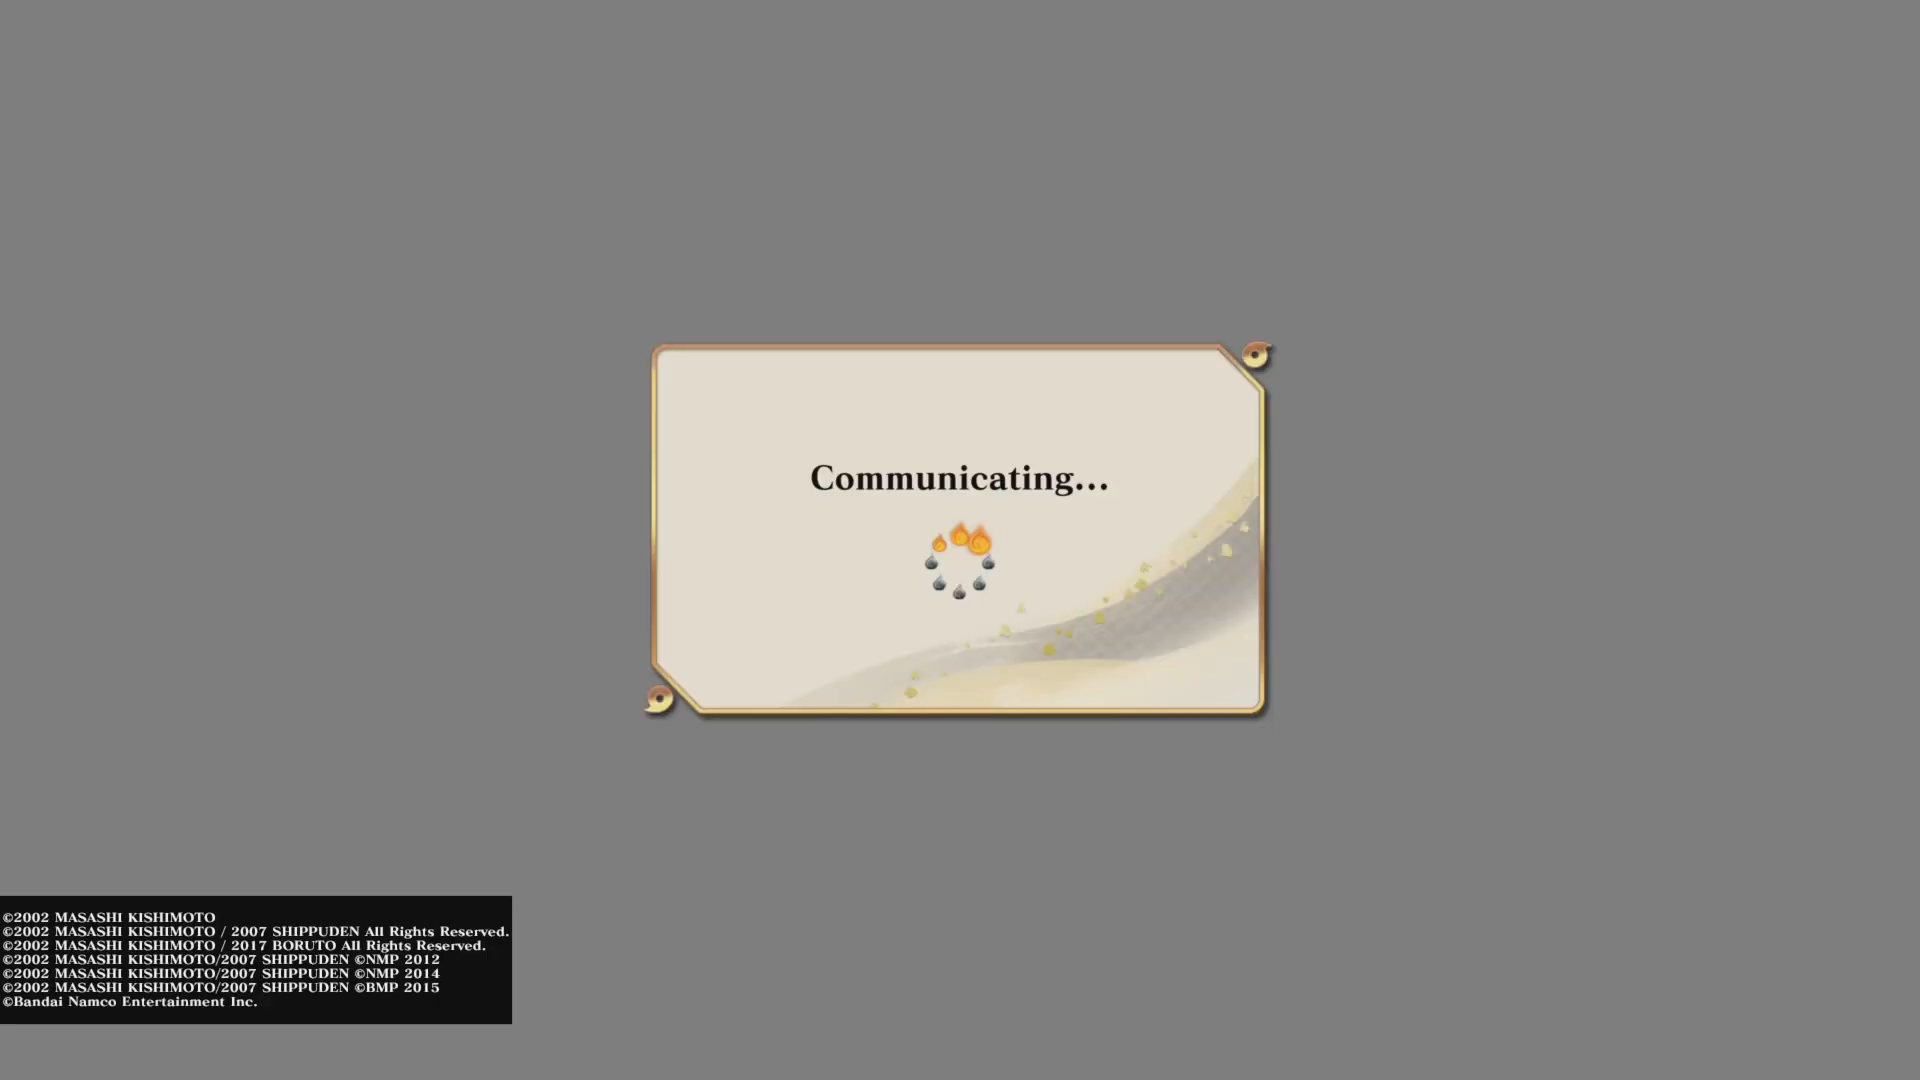 Communicating...
©2002 MASASHI KISHIMOTO
©2002 MASASHI KISHIMOTO / 2007 SHIPPUDEN All Rights Reserved.
©2002 MASASHI KISHIMOTO / 2017 BORUTO All Rights Reserved.
©2002 MASASHI KISHIMOTO/2007 SHIPPUDEN ©NMP 2012
©2002 MASASHI KISHIMOTO/2007 SHIPPUDEN ©NMP 2014
©2002 MASASHI KISHIMOTO/2007 SHIPPUDEN ©BMP 2015
©Bandai Namco Entertainment Inc.